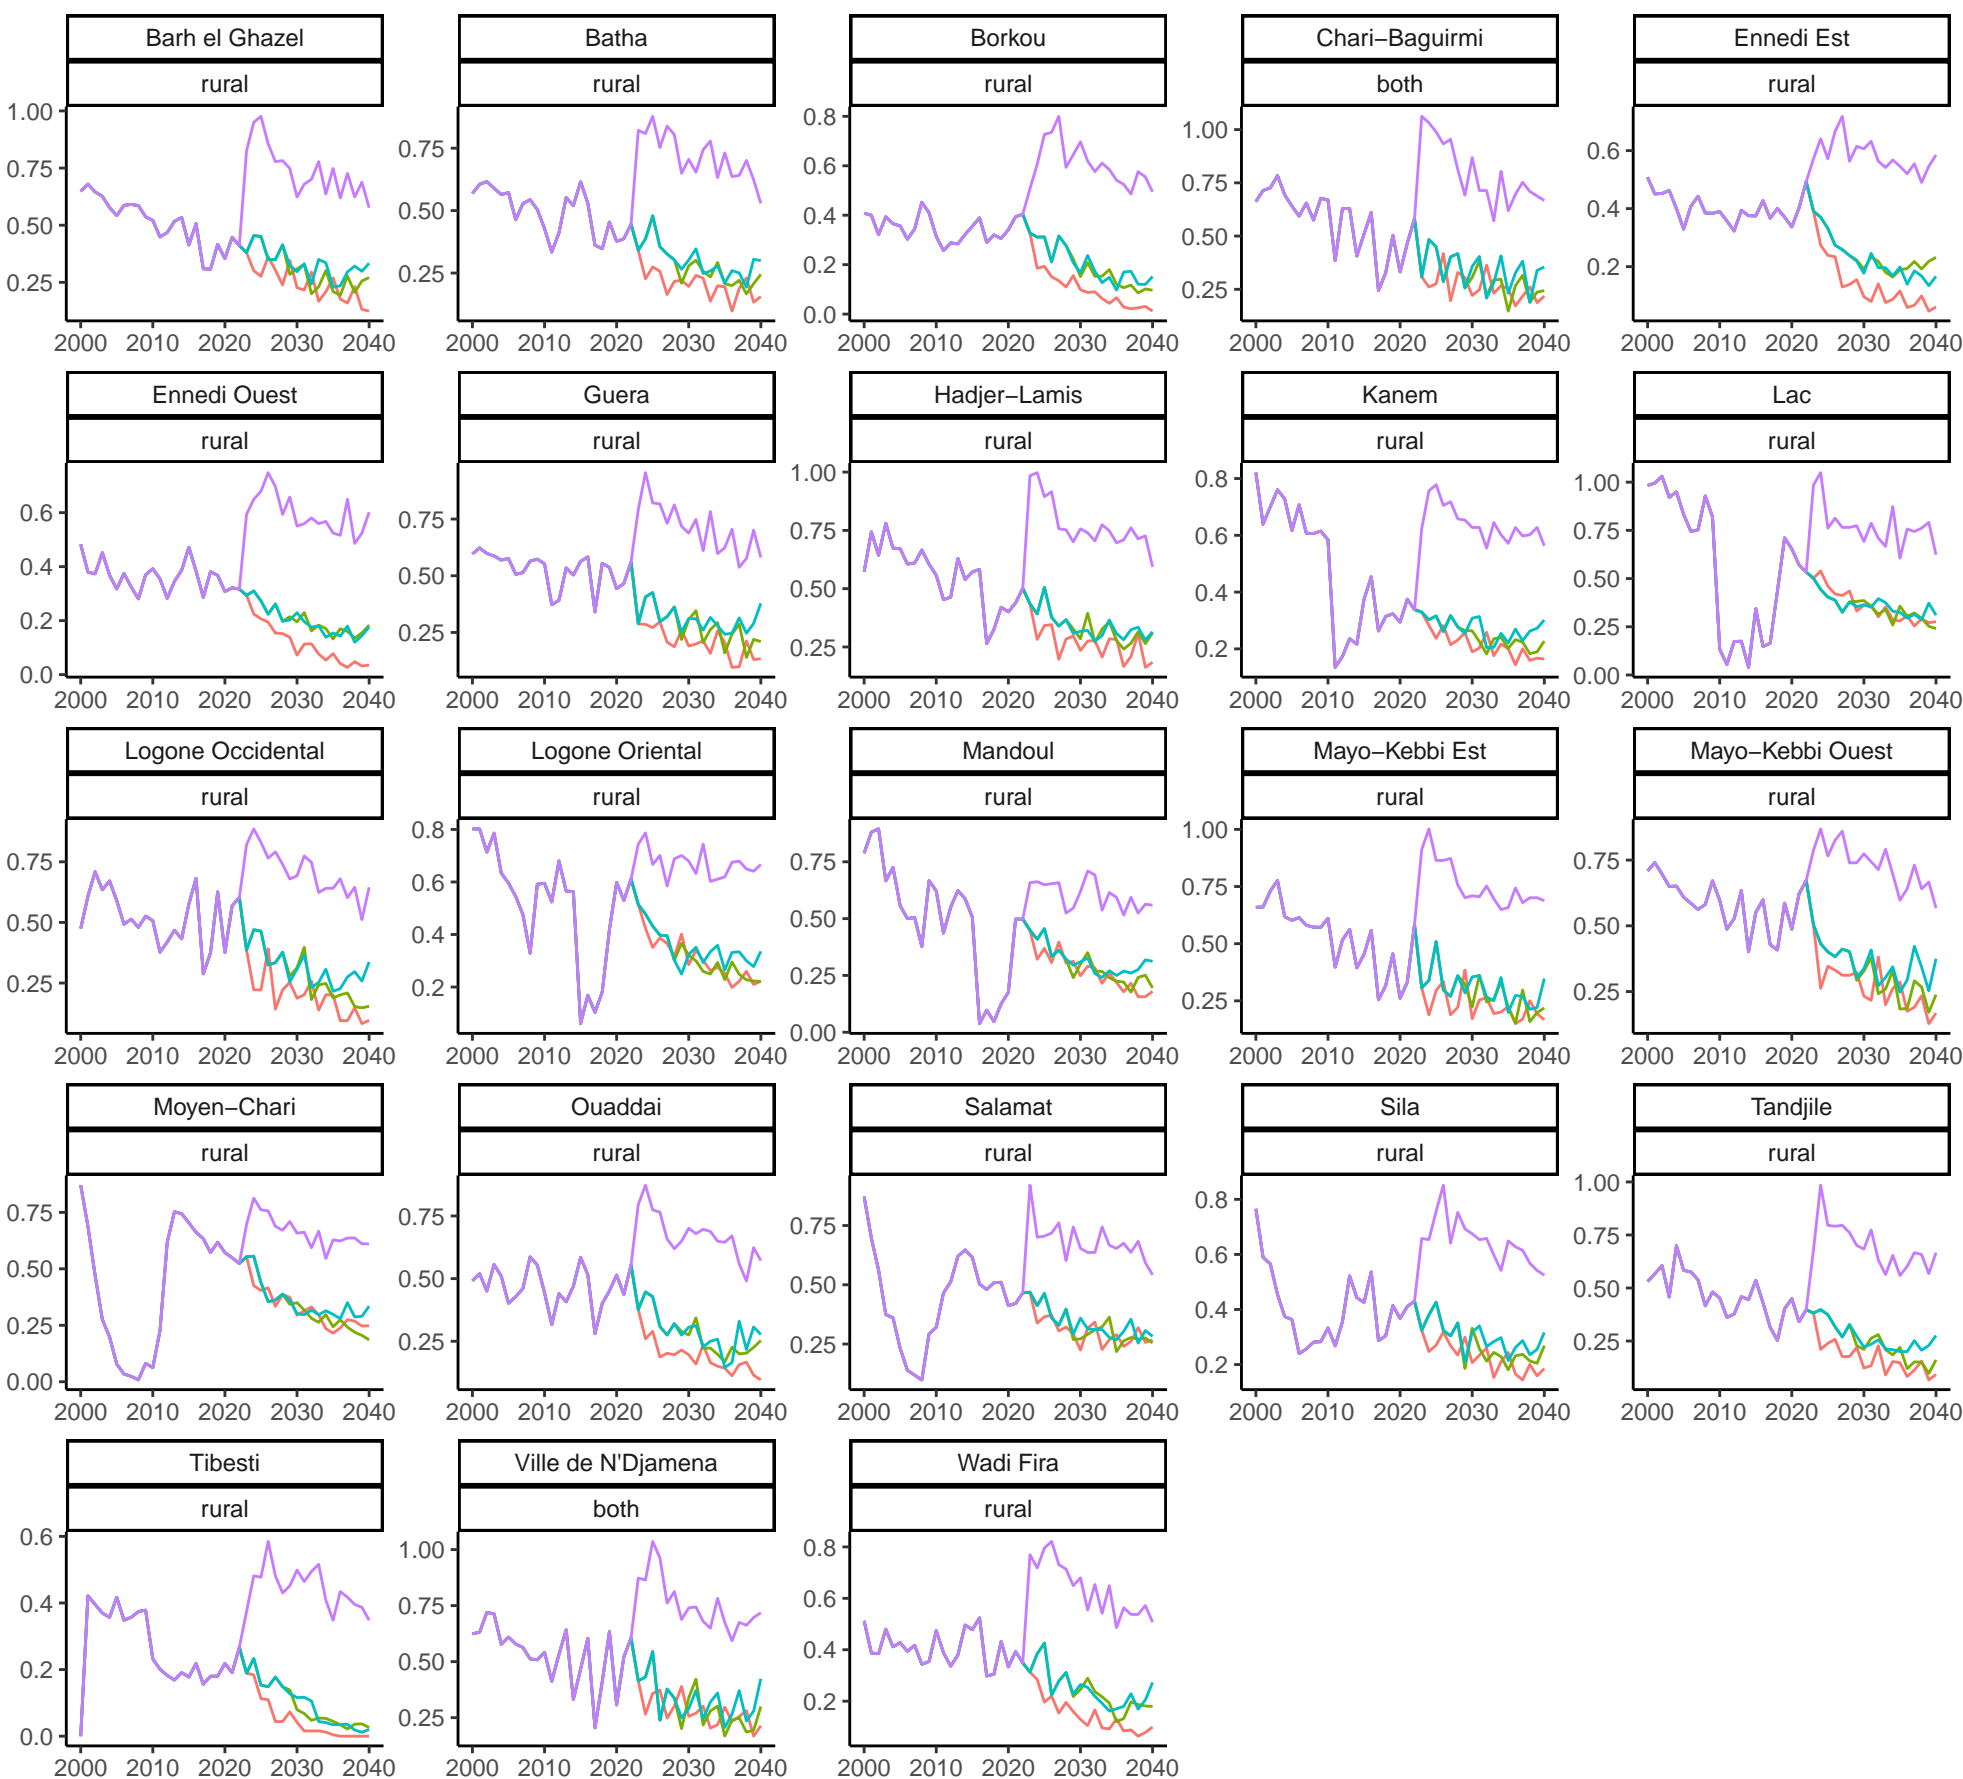 Barh el Ghazel Batha Borkou Chari−Baguirmi Ennedi Est
rural rural rural both rural
1.00 0.75 0.50 0.25
0.75 0.50 0.25
0.8 0.6 0.4 0.2 0.0
1.00 0.75 0.50 0.25
0.6 0.4 0.2
2000 2010 2020 2030 2040 2000 2010 2020 2030 2040 2000 2010 2020 2030 2040 2000 2010 2020 2030 2040 2000 2010 2020 2030 2040
Ennedi Ouest Guera Hadjer−Lamis Kanem Lac
rural rural rural rural rural
0.6 0.4 0.2 0.0
0.75 0.50 0.25
1.00 0.75 0.50 0.25
0.8 0.6 0.4 0.2
1.00 0.75 0.50 0.25 0.00
2000 2010 2020 2030 2040 2000 2010 2020 2030 2040 2000 2010 2020 2030 2040 2000 2010 2020 2030 2040 2000 2010 2020 2030 2040
Logone Occidental Logone Oriental Mandoul Mayo−Kebbi Est Mayo−Kebbi Ouest
rural rural rural rural rural
0.75 0.50 0.25
0.8 0.6 0.4 0.2
0.75 0.50 0.25 0.00
1.00 0.75 0.50 0.25
0.75 0.50 0.25
2000 2010 2020 2030 2040 2000 2010 2020 2030 2040 2000 2010 2020 2030 2040 2000 2010 2020 2030 2040 2000 2010 2020 2030 2040
Moyen−Chari Ouaddai Salamat Sila Tandjile
rural rural rural rural rural
0.75 0.50 0.25 0.00
0.75 0.50 0.25
0.75 0.50 0.25
0.8 0.6 0.4 0.2
1.00 0.75 0.50 0.25
2000 2010 2020 2030 2040 2000 2010 2020 2030 2040 2000 2010 2020 2030 2040 2000 2010 2020 2030 2040 2000 2010 2020 2030 2040
Tibesti Ville de N'Djamena Wadi Fira
rural both rural
0.6 0.4 0.2 0.0
1.00 0.75 0.50 0.25
0.8 0.6 0.4 0.2
2000 2010 2020 2030 2040 2000 2010 2020 2030 2040 2000 2010 2020 2030 2040